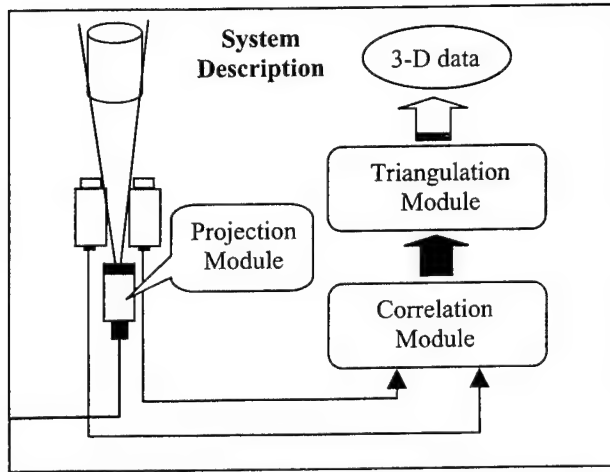 System
Description
3-D data
Triangulation
Module
Projection
Module
Correlation
Module